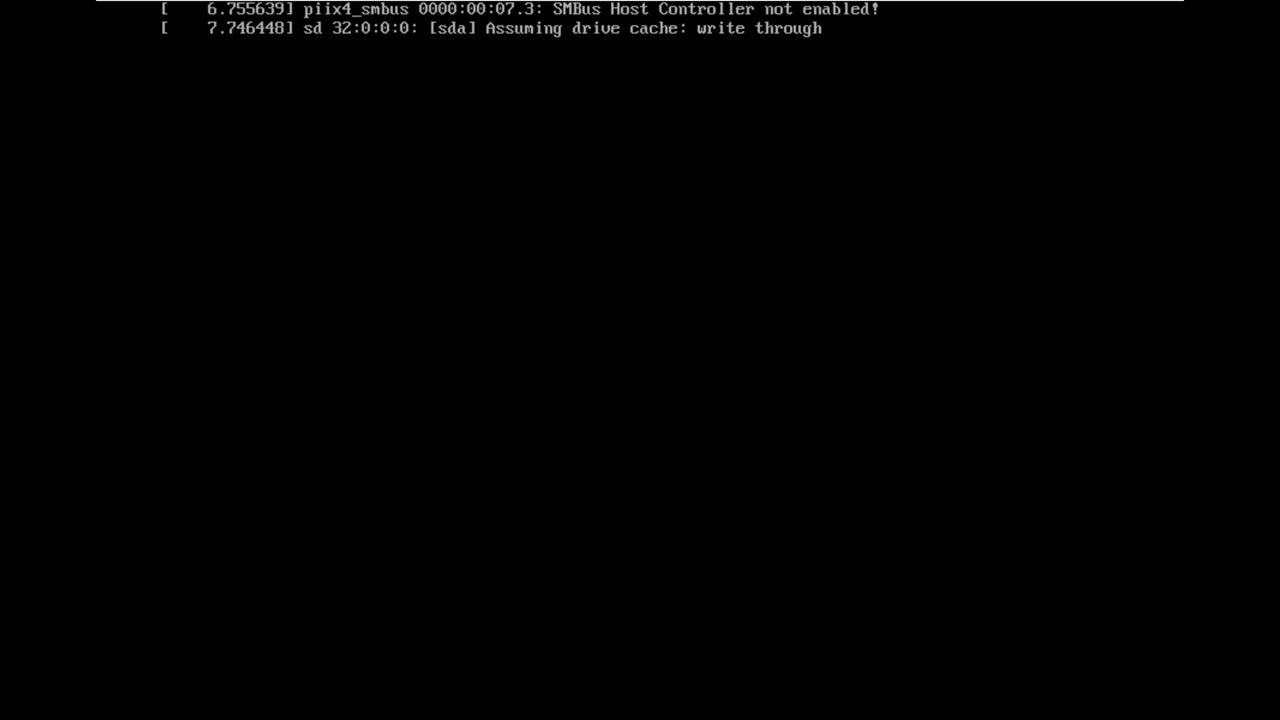 [    6.755639] piix4_smbus 0000:00:07.3: SMBus Host Controller not enabled!
[    7.746448] sd 32:0:0:0: [sda] Assuming drive cache: write through